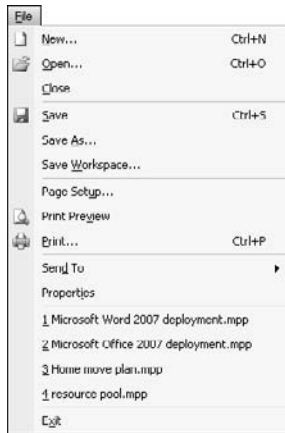 File
New... Ctrl+N
Open... Ctrl+O
Close
Save Ctrl+S
Save As...
Save Workspace...
Page Setup...
Print Preview
Print... Ctrl+P
Send To
Properties
1 Microsoft Word 2007 deployment.mpp
2 Microsoft Office 2007 deployment.mpp
3 Home move plan.mpp
4 resource pool.mpp
Exit